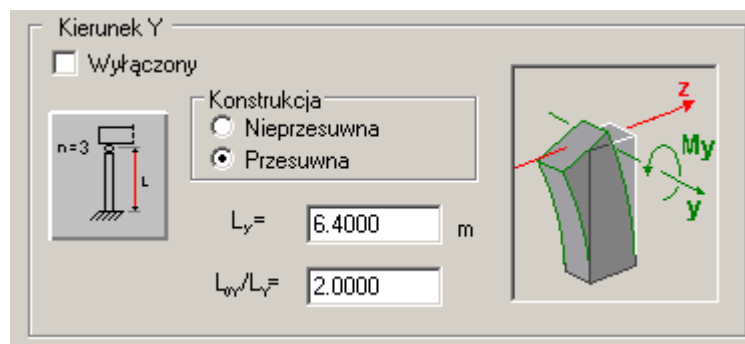 Kierunek Y
Wyłączony
Konstrukcja
Nieprzesuwna
Przesuwna
n=3
L
Ly= 6.4000 m
L0Y/LY= 2.0000
z
My
y